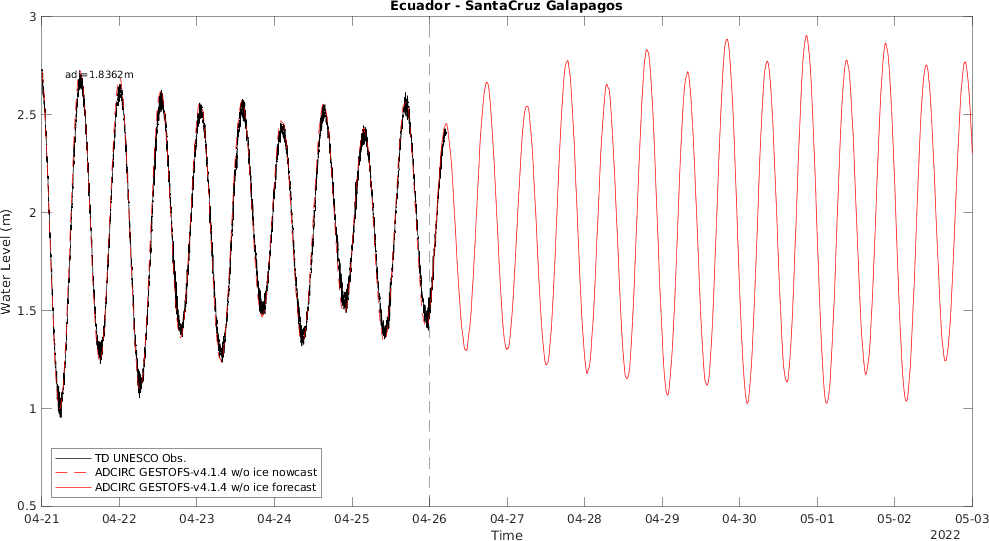 Ecuador - SantaCruz Galapagos
3
2.5
2
1.5
1
0.5
Water Level (m)
adj=1.8362m
TD UNESCO Obs.
ADCIRC GESTOFS-v4.1.4 w/o ice nowcast
ADCIRC GESTOFS-v4.1.4 w/o ice forecast
04-21 04-22 04-23 04-24 04-25 04-26 04-27 04-28 04-29 04-30 05-01 05-02 05-03
Time
2022